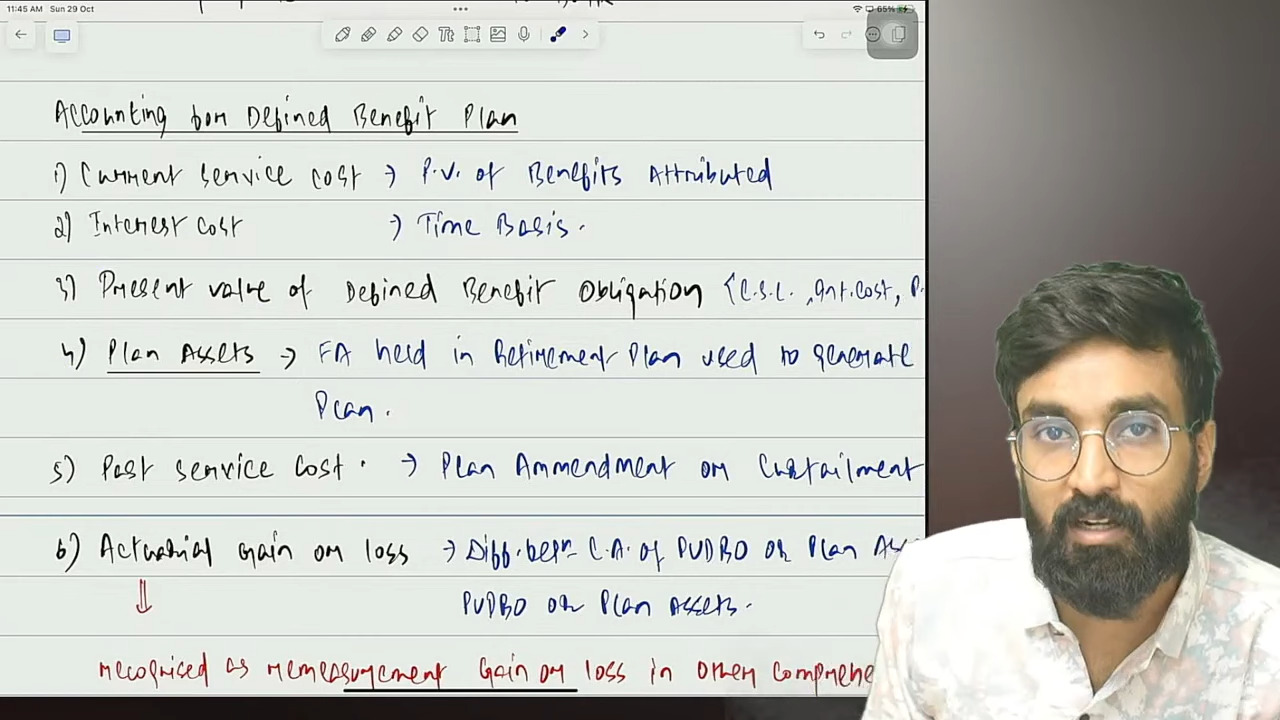 11:45 AM Sun 29 Oct
65%
Accounting for Defined Benefit Plan
1) Current service cost → P.V. of Benefits Attributed
2) Interest cost → Time Basis.
3) Present value of Defined Benefit Obligation (C.S.C., Int. cost, P.
4) Plan Assets → FA held in Retirement Plan used to generate
Plan.
5) Past service cost. → Plan Ammendment or Curtailment
6) Actuarial Gain or loss → Diff. betn C.A. of PVDBO or Plan Ass
PVDBO or Plan Assets.
recognised as remeasurement Gain or loss in Other Comprehe